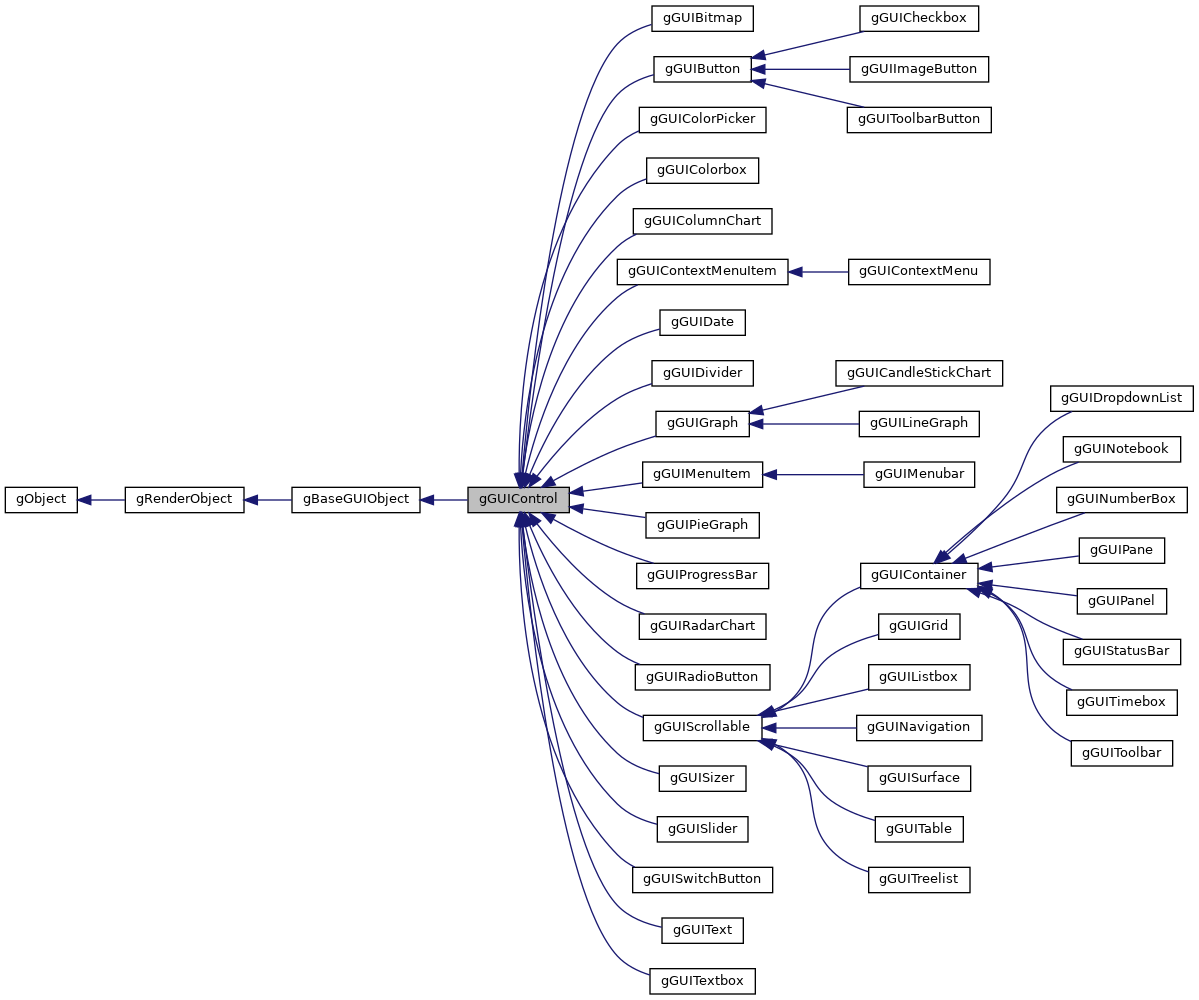 gGUIBitmap
gGUICheckbox
gGUIButton
gGUIImageButton
gGUIColorPicker
gGUIToolbarButton
gGUIColorbox
gGUIColumnChart
gGUIContextMenuItem
gGUIContextMenu
gGUIDate
gGUIDivider
gGUICandleStickChart
gGUIDropdownList
gGUIGraph
gGUILineGraph
gGUINotebook
gGUIMenuItem
gGUIMenubar
gObject
gRenderObject
gBaseGUIObject
gGUIControl
gGUINumberBox
gGUIPieGraph
gGUIPane
gGUIProgressBar
gGUIContainer
gGUIPanel
gGUIRadarChart
gGUIGrid
gGUIStatusBar
gGUIRadioButton
gGUIListbox
gGUITimebox
gGUIScrollable
gGUINavigation
gGUIToolbar
gGUISizer
gGUISurface
gGUISlider
gGUITable
gGUISwitchButton
gGUITreelist
gGUIText
gGUITextbox